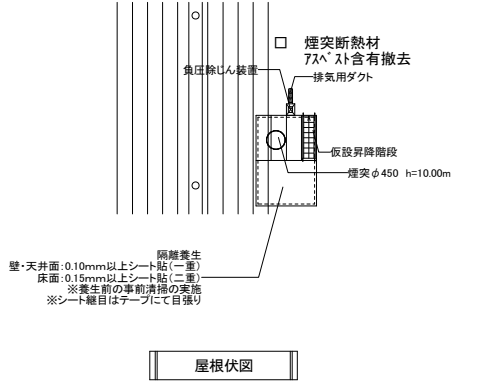 □ 煙突断熱材
アスベスト含有撤去
負圧除じん装置
排気用ダクト
仮設昇降階段
煙突φ450 h=10.00m
隔離養生
壁・天井面:0.10mm以上シート貼(一重)
床面:0.15mm以上シート貼(二重)
※養生前の事前清掃の実施
※シート継目はテープにて目張り
屋根伏図